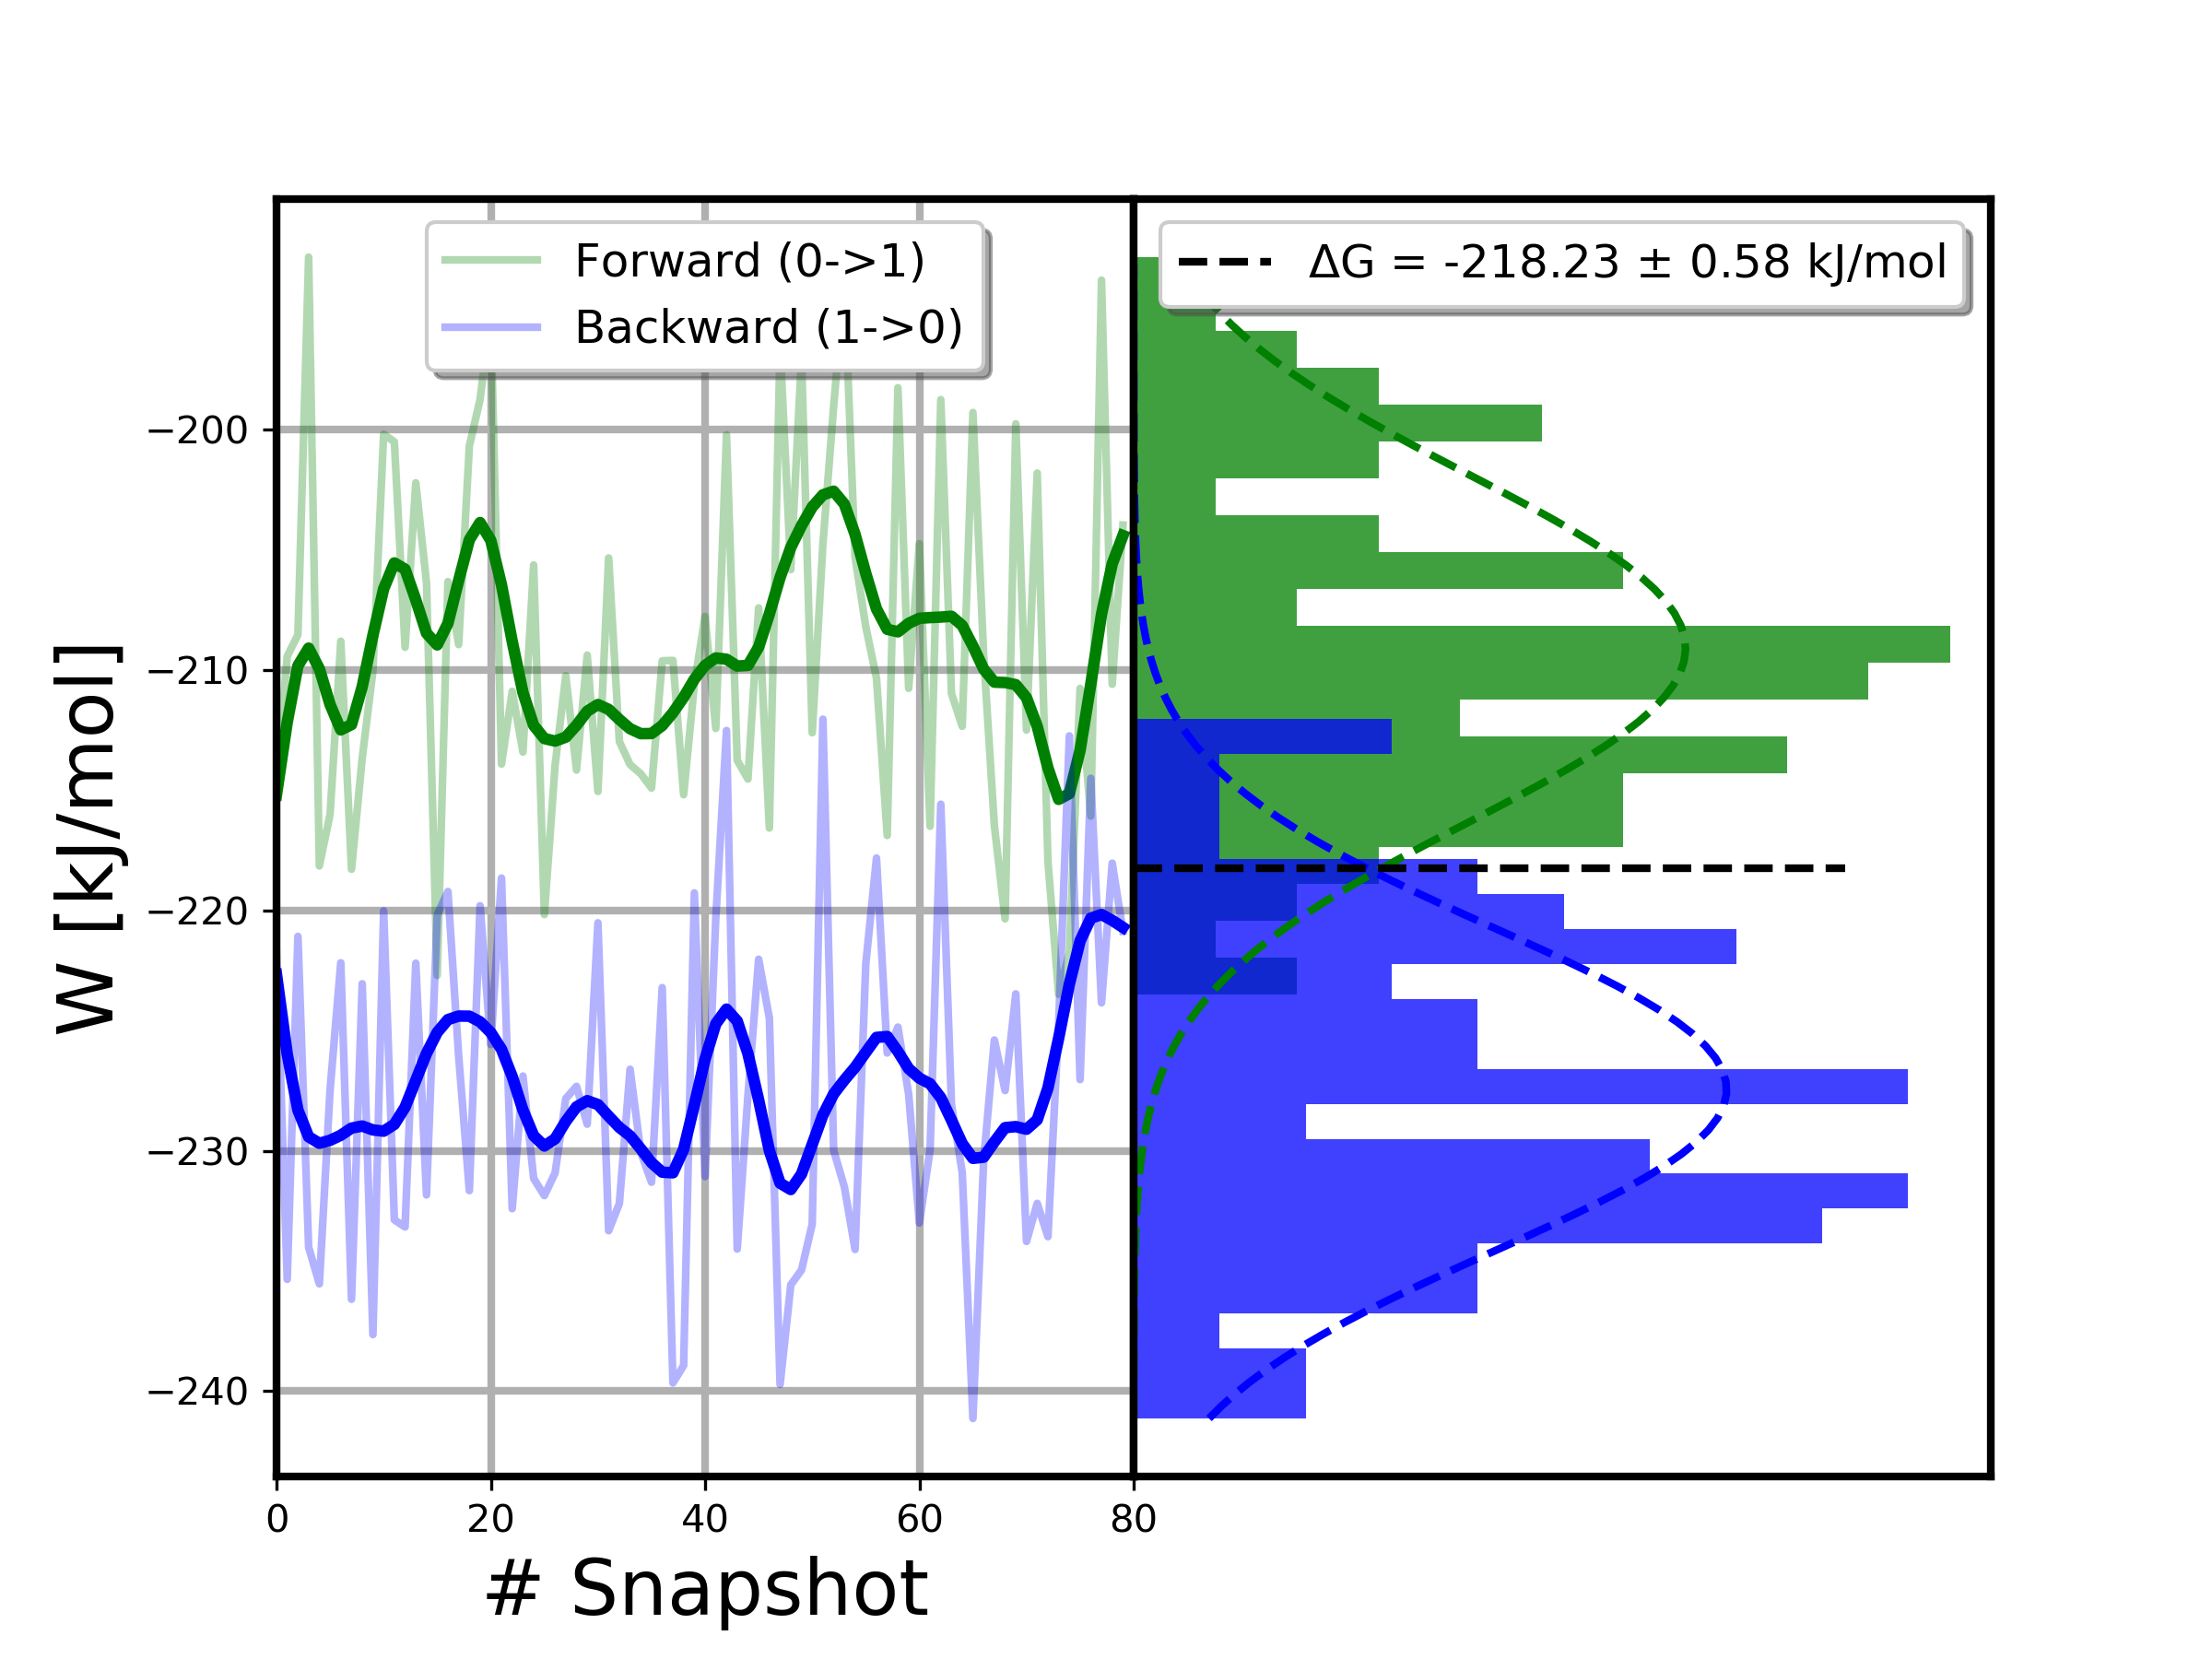 Forward (0->1)
Backward (1->0)
ΔG = -218.23 ± 0.58 kJ/mol
W [kJ/mol]
−200
−210
−220
−230
−240
0 20 40 60 80
# Snapshot